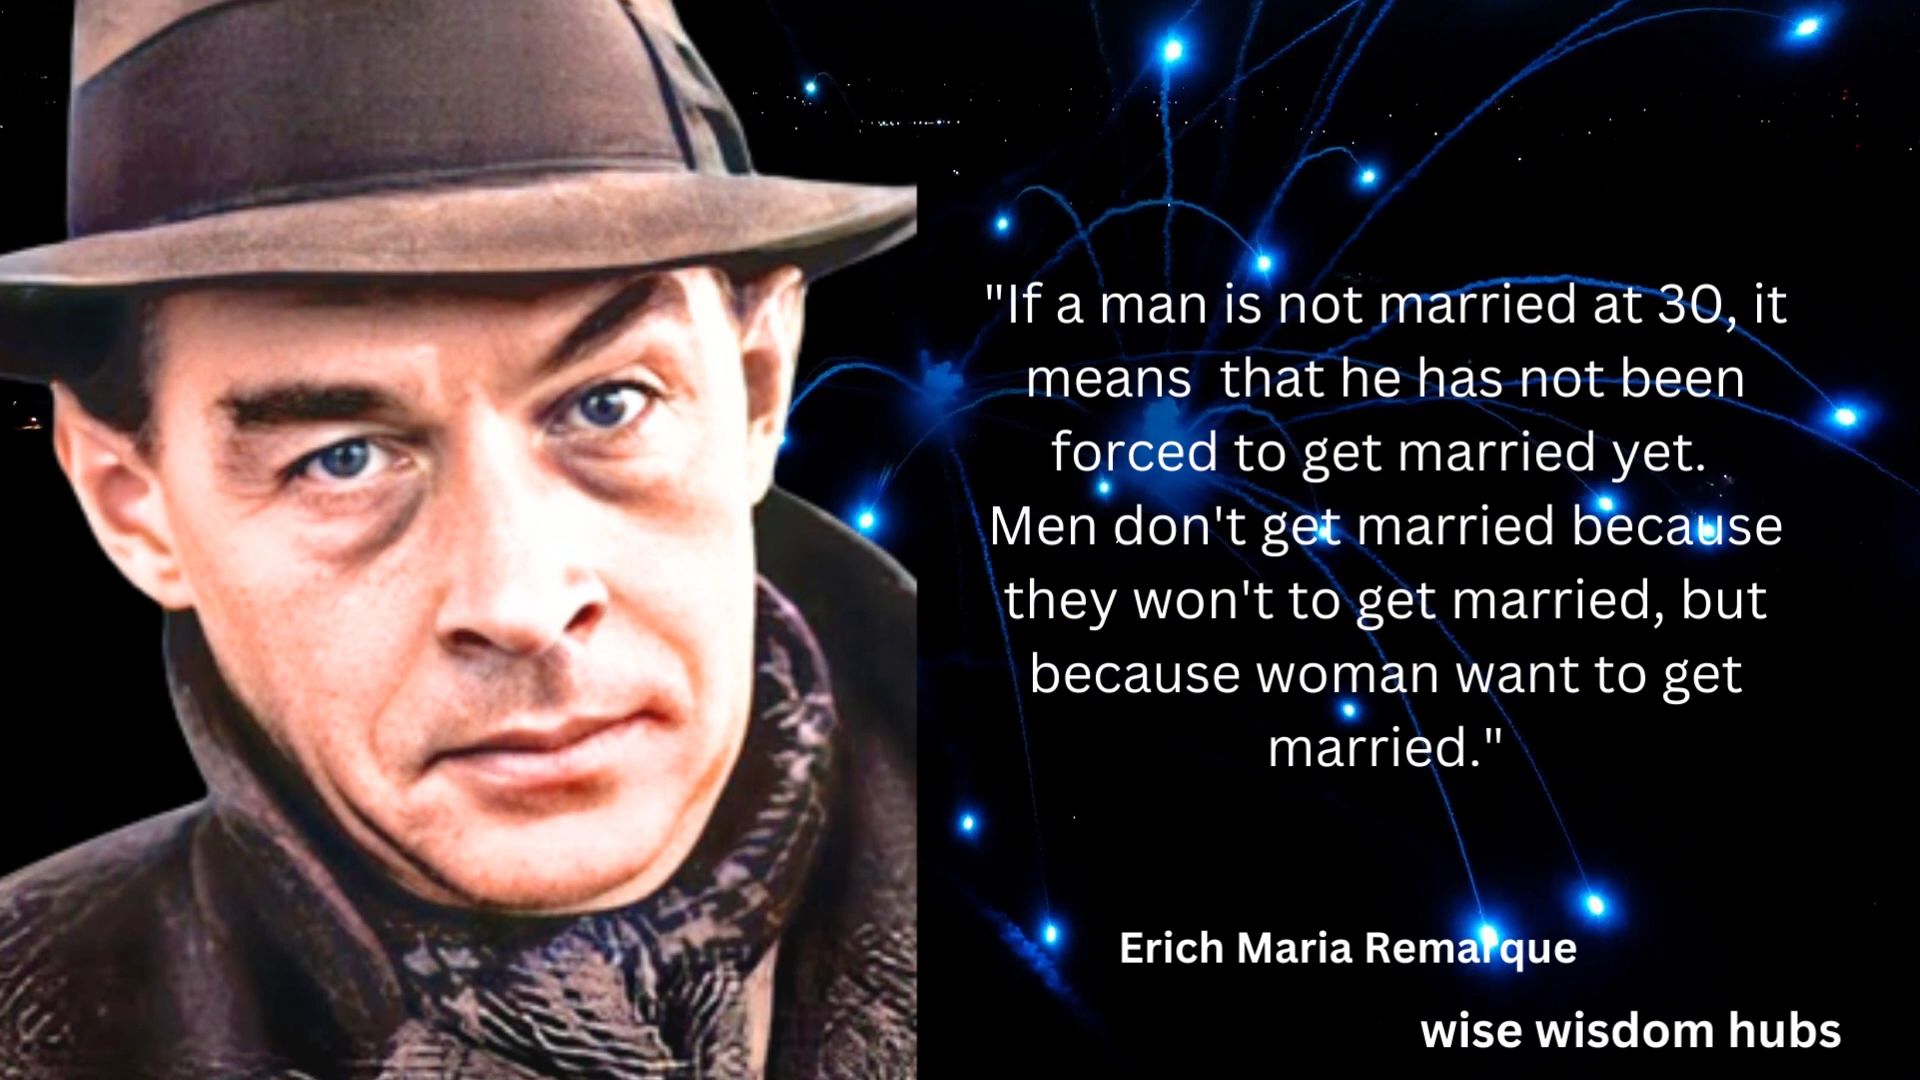 "If a man is not married at 30, it
means  that he has not been
forced to get married yet.
Men don't get married because
they won't to get married, but
because woman want to get
married."
Erich Maria Remarque
wise wisdom hubs